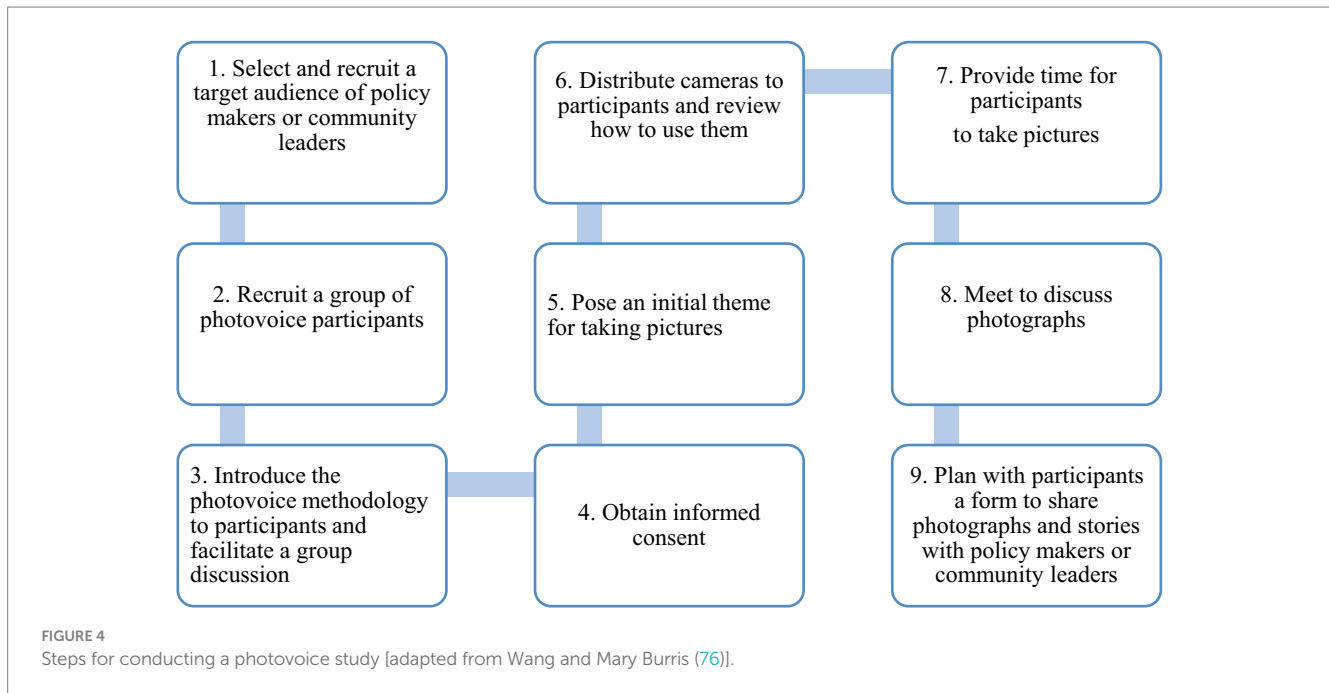 1. Select and recruit a
target audience of policy
makers or community
leaders
2. Recruit a group of
photovoice participants
3. Introduce the
photovoice methodology
to participants and
facilitate a group
discussion
4. Obtain informed
consent
5. Pose an initial theme
for taking pictures
6. Distribute cameras to
participants and review
how to use them
7. Provide time for
participants
to take pictures
8. Meet to discuss
photographs
9. Plan with participants
a form to share
photographs and stories
with policy makers or
community leaders
FIGURE 4
Steps for conducting a photovoice study [adapted from Wang and Mary Burris (76)].